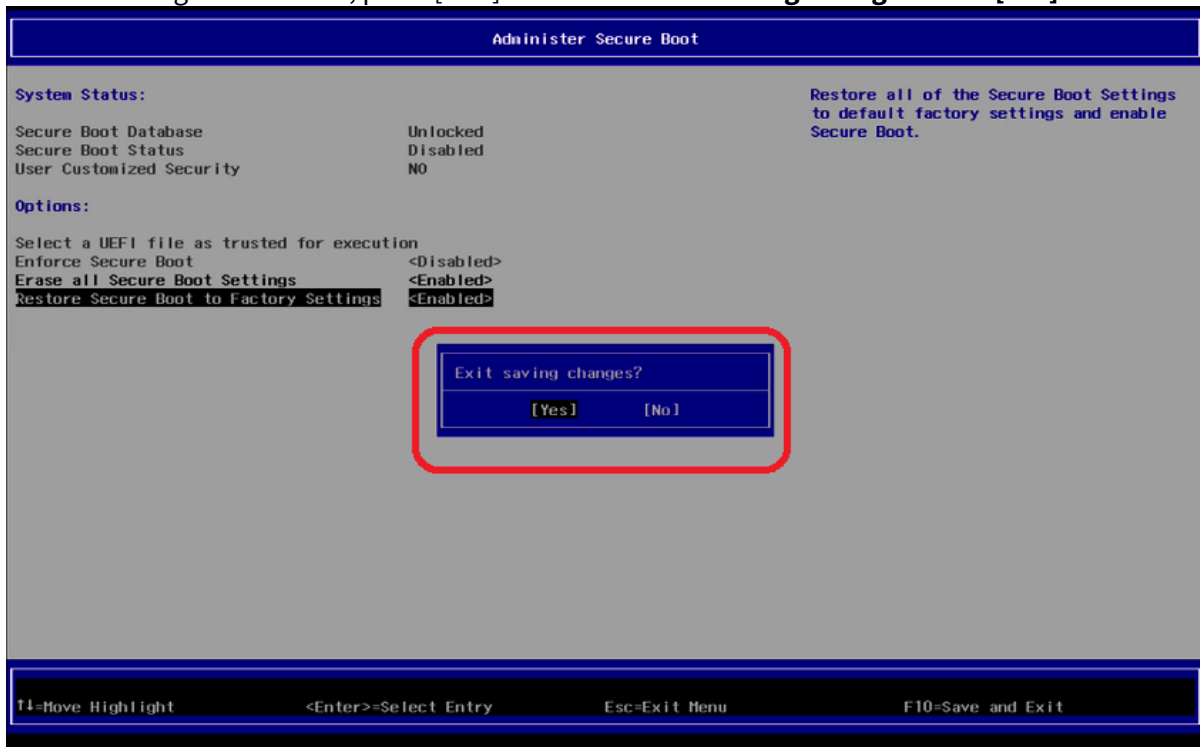 Administer Secure Boot
System Status:
Secure Boot Database Unlocked
Secure Boot Status Disabled
User Customized Security NO
Options:
Select a UEFI file as trusted for execution
Enforce Secure Boot <Disabled>
Erase all Secure Boot Settings <Enabled>
Restore Secure Boot to Factory Settings <Enabled>
Restore all of the Secure Boot Settings
to default factory settings and enable
Secure Boot.
Exit saving changes?
[Yes] [No]
↑↓=Move Highlight <Enter>=Select Entry Esc=Exit Menu F10=Save and Exit